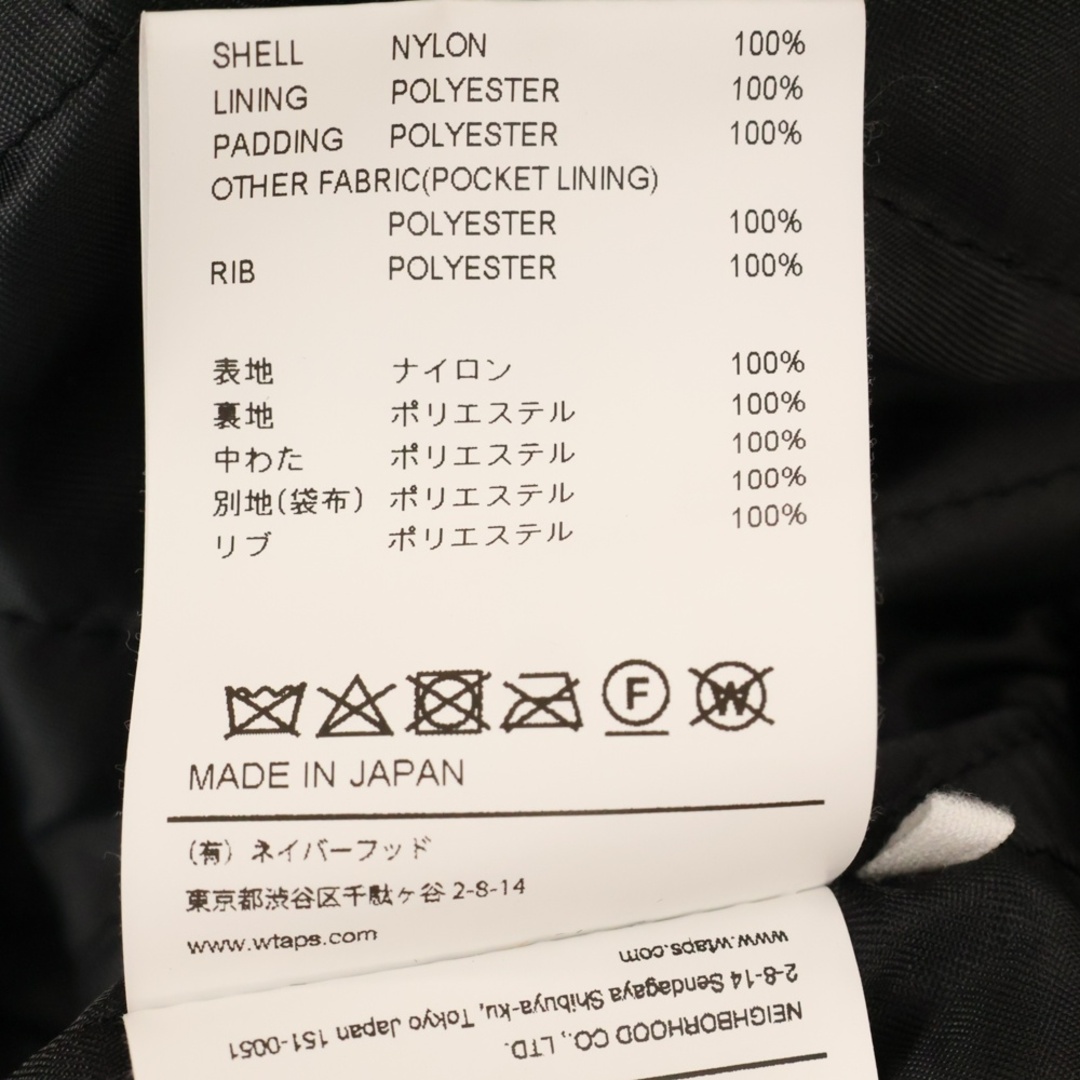 SHELL NYLON 100%
LINING POLYESTER 100%
PADDING POLYESTER 100%
OTHER FABRIC(POCKET LINING)
POLYESTER 100%
RIB POLYESTER 100%
表地 ナイロン 100%
裏地 ポリエステル 100%
中わた ポリエステル 100%
別地(袋布) ポリエステル 100%
リブ ポリエステル 100%
F W
MADE IN JAPAN
(有) ネイバーフッド
東京都渋谷区千駄ヶ谷 2-8-14
www.wtaps.com
NEIGHBORHOOD CO., LTD.
2-8-14 Sendagaya Shibuya-ku, Tokyo Japan 151-0051
www.wtaps.com